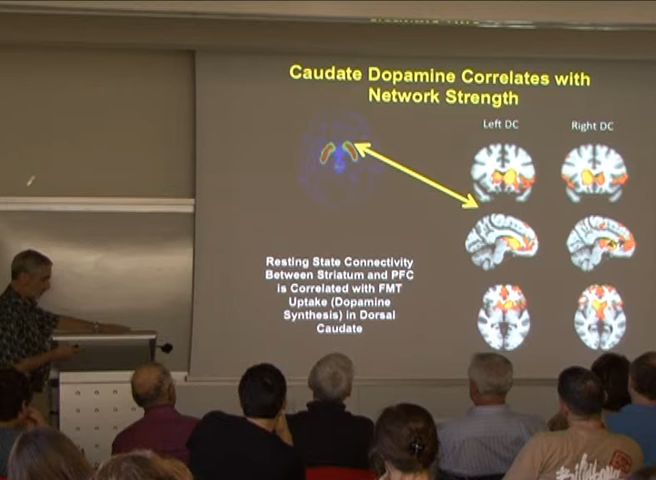 Caudate Dopamine Correlates with
Network Strength
Left DC
Right DC
Resting State Connectivity
Between Striatum and PFC
is Correlated with FMT
Uptake (Dopamine
Synthesis) in Dorsal
Caudate